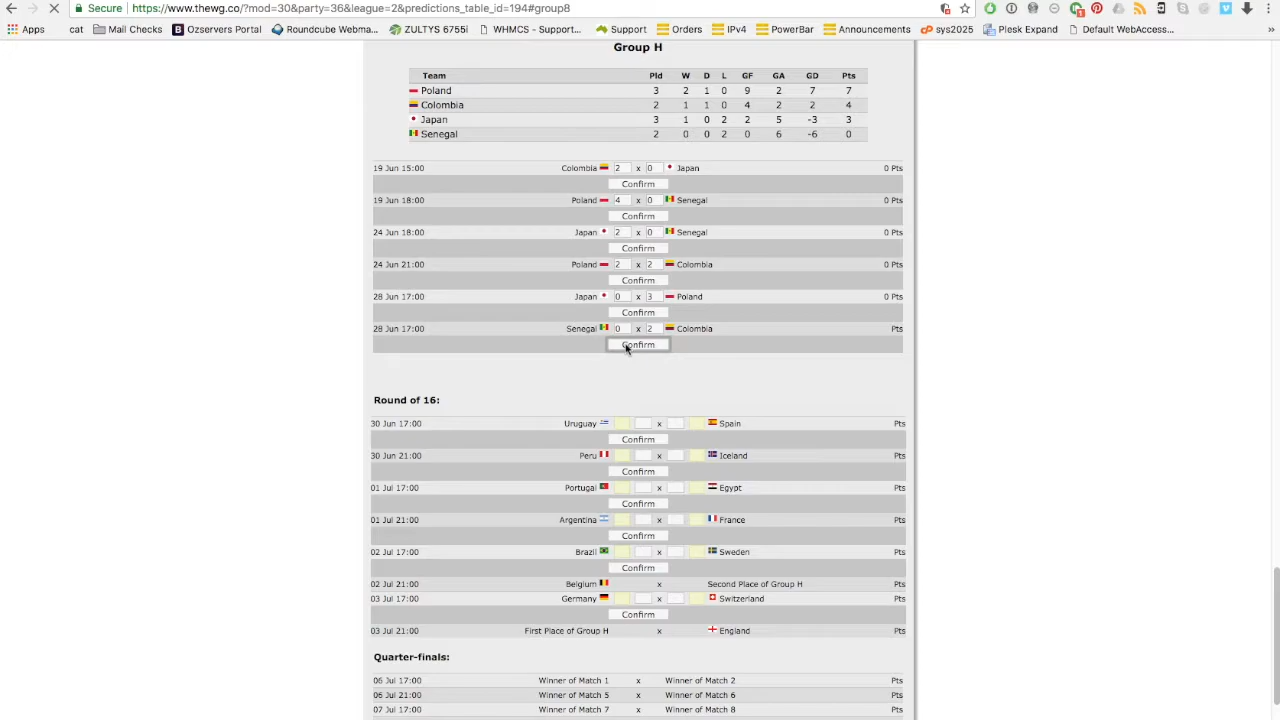 Secure https://www.thewg.co/?mod=30&party=36&league=2&predictions_table_id=194#group8
Apps cat Mail Checks Ozservers Portal Roundcube Webma... ZULTYS 6755i WHMCS - Support... Support Orders IPv4 PowerBar Announcements sys2025 Plesk Expand Default WebAccess... »
Group H
Team Pld W D L GF GA GD Pts
Poland 3 2 1 0 9 2 7 7
Colombia 2 1 1 0 4 2 2 4
Japan 3 1 0 2 2 5 -3 3
Senegal 2 0 0 2 0 6 -6 0
19 Jun 15:00 Colombia 2 x 0 Japan 0 Pts
Confirm
19 Jun 18:00 Poland 4 x 0 Senegal 0 Pts
Confirm
24 Jun 18:00 Japan 2 x 0 Senegal 0 Pts
Confirm
24 Jun 21:00 Poland 2 x 2 Colombia 0 Pts
Confirm
28 Jun 17:00 Japan 0 x 3 Poland 0 Pts
Confirm
28 Jun 17:00 Senegal 0 x 2 Colombia Pts
Confirm
Round of 16:
30 Jun 17:00 Uruguay x Spain Pts
Confirm
30 Jun 21:00 Peru x Iceland Pts
Confirm
01 Jul 17:00 Portugal x Egypt Pts
Confirm
01 Jul 21:00 Argentina x France Pts
Confirm
02 Jul 17:00 Brazil x Sweden Pts
Confirm
02 Jul 21:00 Belgium x Second Place of Group H Pts
03 Jul 17:00 Germany x Switzerland Pts
Confirm
03 Jul 21:00 First Place of Group H x England Pts
Quarter-finals:
06 Jul 17:00 Winner of Match 1 x Winner of Match 2 Pts
06 Jul 21:00 Winner of Match 5 x Winner of Match 6 Pts
07 Jul 17:00 Winner of Match 7 x Winner of Match 8 Pts